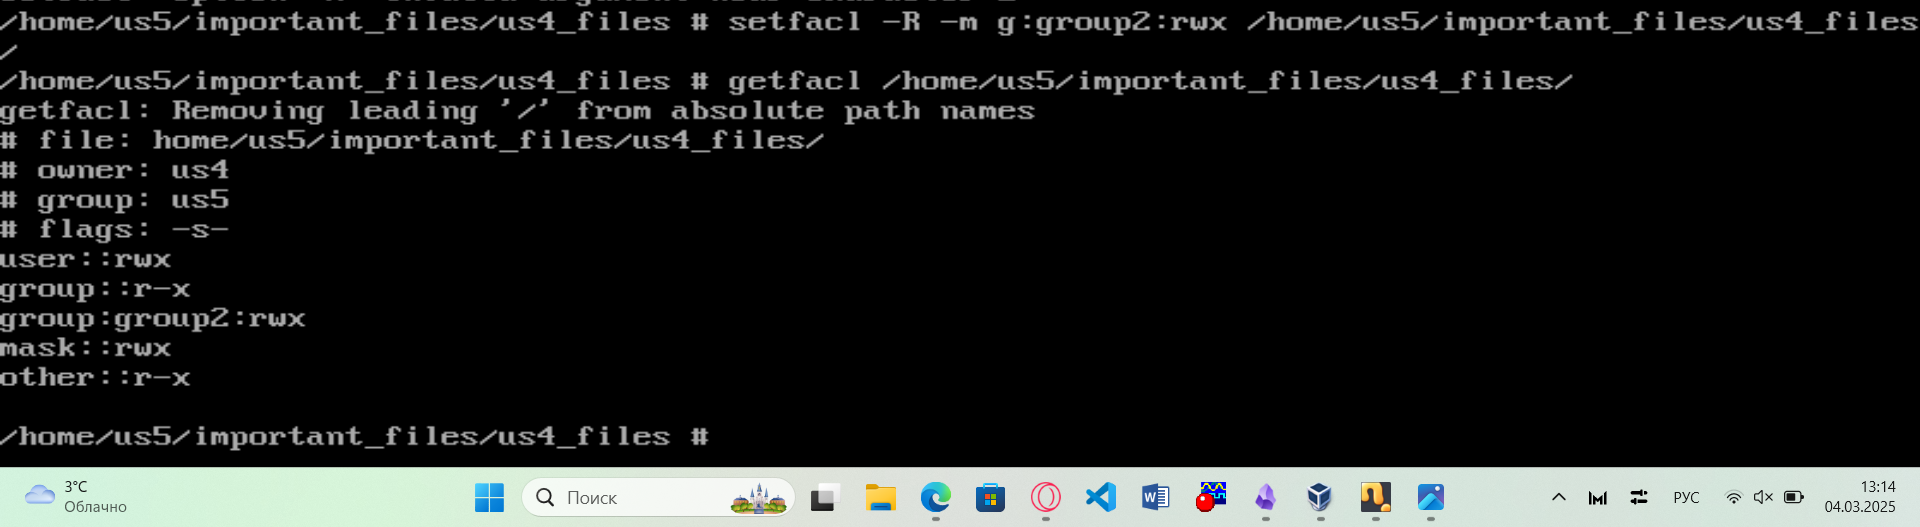 /home/us5/important_files/us4_files # setfacl -R -m g:group2:rwx /home/us5/important_files/us4_files
/
/home/us5/important_files/us4_files # getfacl /home/us5/important_files/us4_files/
getfacl: Removing leading '/' from absolute path names
# file: home/us5/important_files/us4_files/
# owner: us4
# group: us5
# flags: -s-
user::rwx
group::r-x
group:group2:rwx
mask::rwx
other::r-x
/home/us5/important_files/us4_files #
3°C
Облачно
Поиск
РУС
13:14
04.03.2025